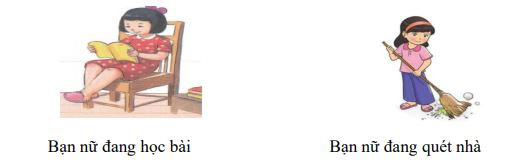 Bạn nữ đang học bài
Bạn nữ đang quét nhà